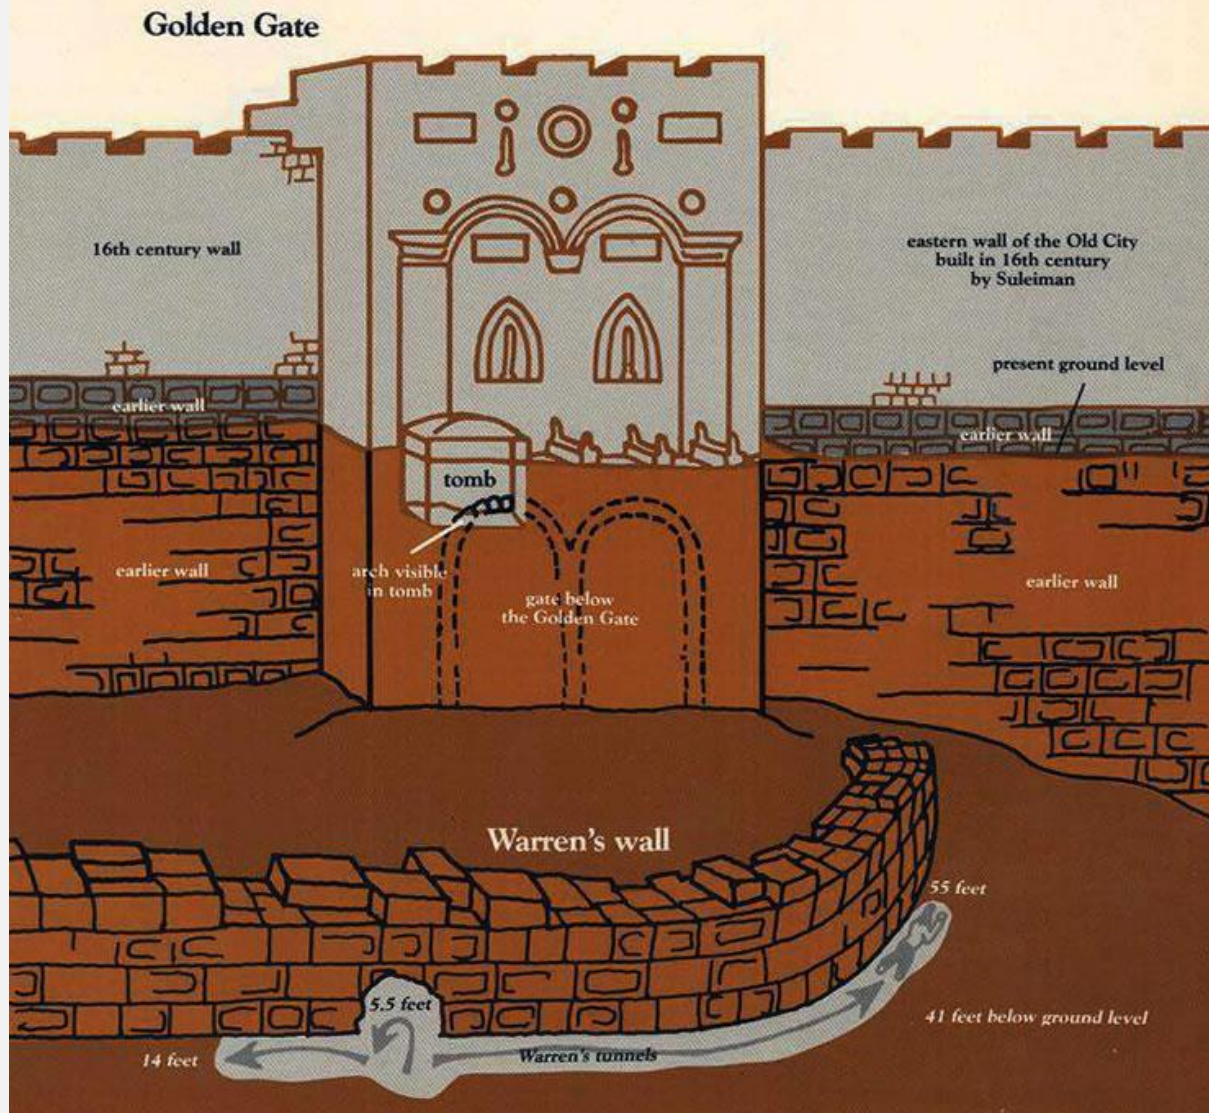 Golden Gate
16th century wall
eastern wall of the Old City
built in 16th century
by Suleiman
present ground level
earlier wall
earlier wall
tomb
earlier wall
arch visible
in tomb
gate below
the Golden Gate
earlier wall
Warren's wall
55 feet
5.5 feet
41 feet below ground level
14 feet
Warren's tunnels